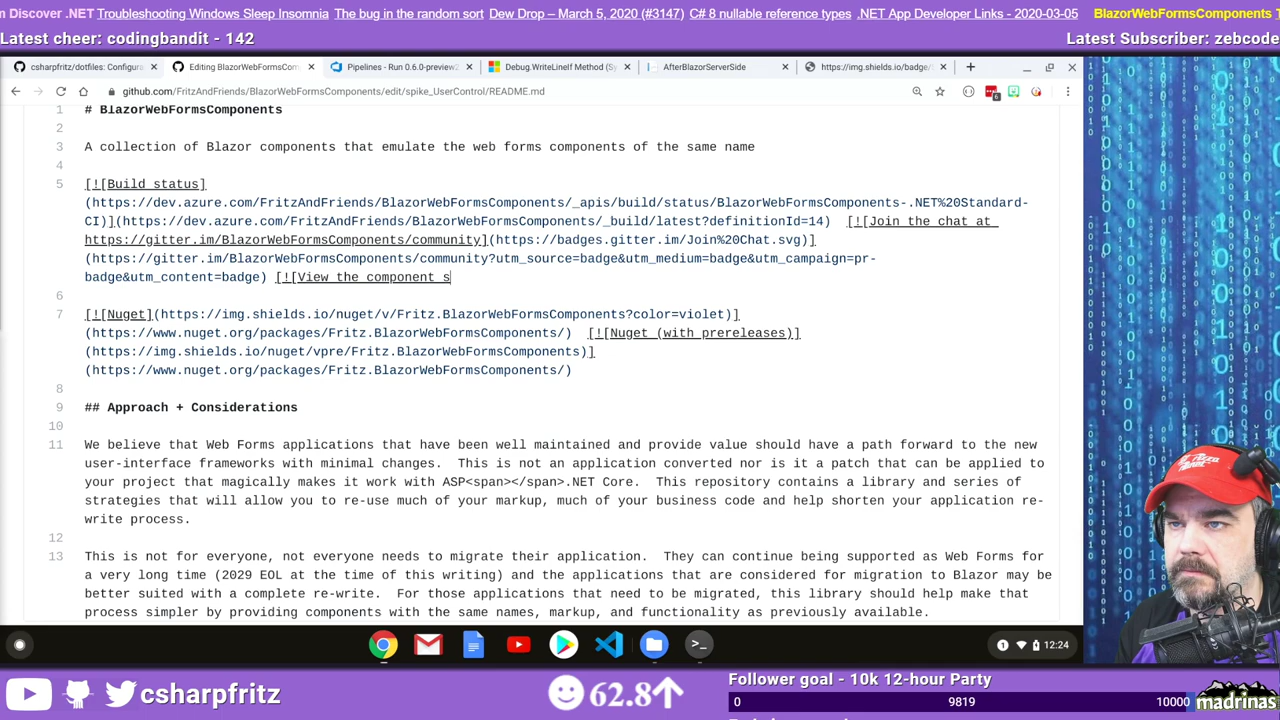 m Discover .NET Troubleshooting Windows Sleep Insomnia The bug in the random sort Dew Drop – March 5, 2020 (#3147) C# 8 nullable reference types .NET App Developer Links - 2020-03-05 BlazorWebFormsComponents
Latest cheer: codingbandit - 142
Latest Subscriber: zebcode
csharpfritz/dotfiles: Configura
Editing BlazorWebFormsCom
Pipelines - Run 0.6.0-preview2
Debug.WriteLineIf Method (Sy
AfterBlazorServerSide
https://img.shields.io/badge/V
github.com/FritzAndFriends/BlazorWebFormsComponents/edit/spike_UserControl/README.md
6
1 # BlazorWebFormsComponents
2
3 A collection of Blazor components that emulate the web forms components of the same name
4
5 [![Build status]
(https://dev.azure.com/FritzAndFriends/BlazorWebFormsComponents/_apis/build/status/BlazorWebFormsComponents-.NET%20Standard-
CI)](https://dev.azure.com/FritzAndFriends/BlazorWebFormsComponents/_build/latest?definitionId=14)  [![Join the chat at
https://gitter.im/BlazorWebFormsComponents/community](https://badges.gitter.im/Join%20Chat.svg)]
(https://gitter.im/BlazorWebFormsComponents/community?utm_source=badge&utm_medium=badge&utm_campaign=pr-
badge&utm_content=badge) [![View the component s
6
7 [![Nuget](https://img.shields.io/nuget/v/Fritz.BlazorWebFormsComponents?color=violet)]
(https://www.nuget.org/packages/Fritz.BlazorWebFormsComponents/)  [![Nuget (with prereleases)]
(https://img.shields.io/nuget/vpre/Fritz.BlazorWebFormsComponents)]
(https://www.nuget.org/packages/Fritz.BlazorWebFormsComponents/)
8
9 ## Approach + Considerations
10
11 We believe that Web Forms applications that have been well maintained and provide value should have a path forward to the new
user-interface frameworks with minimal changes.  This is not an application converted nor is it a patch that can be applied to
your project that magically makes it work with ASP<span></span>.NET Core.  This repository contains a library and series of
strategies that will allow you to re-use much of your markup, much of your business code and help shorten your application re-
write process.
12
13 This is not for everyone, not everyone needs to migrate their application.  They can continue being supported as Web Forms for
a very long time (2029 EOL at the time of this writing) and the applications that are considered for migration to Blazor may be
better suited with a complete re-write.  For those applications that need to be migrated, this library should help make that
process simpler by providing components with the same names, markup, and functionality as previously available.
1 12:24
csharpfritz
62.8
Follower goal - 10k 12-hour Party
0 9819 10000
madrinas